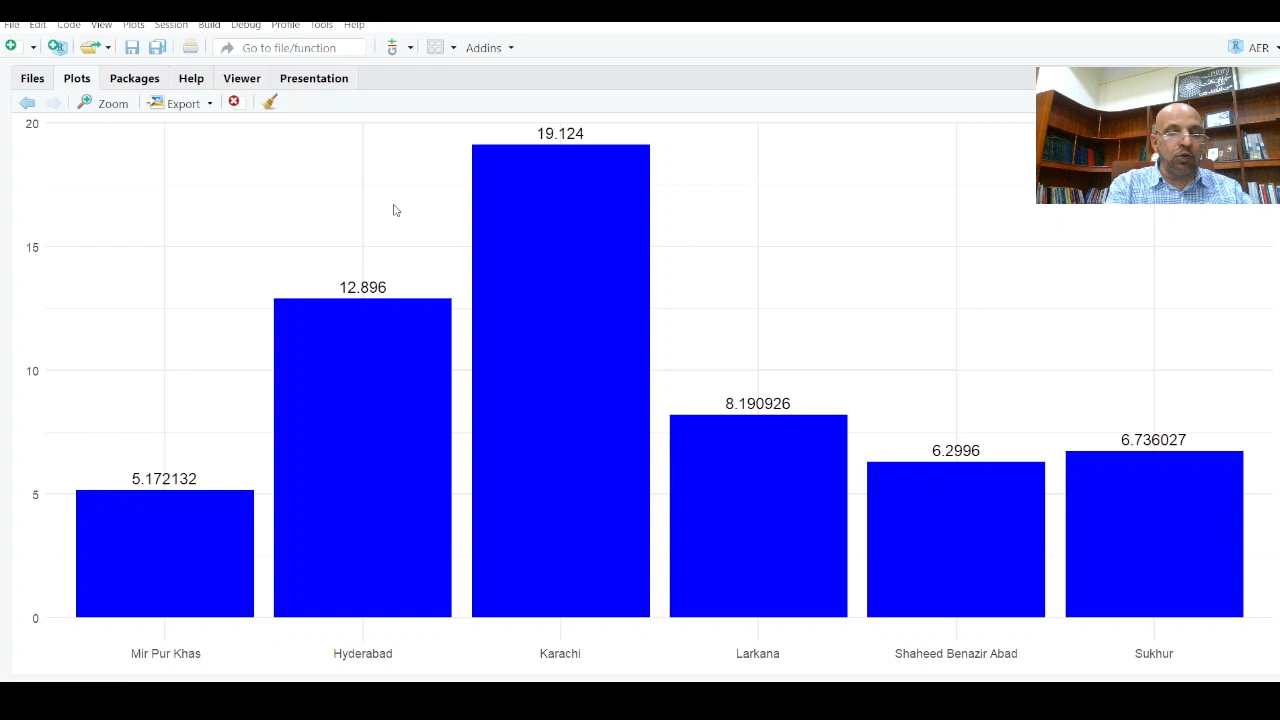 File Edit Code View Plots Session Build Debug Profile Tools Help
Go to file/function Addins AER
Files Plots Packages Help Viewer Presentation
Zoom Export
20
19.124
15
12.896
10
8.190926
6.736027
6.2996
5.172132
5
0
Mir Pur Khas Hyderabad Karachi Larkana Shaheed Benazir Abad Sukhur